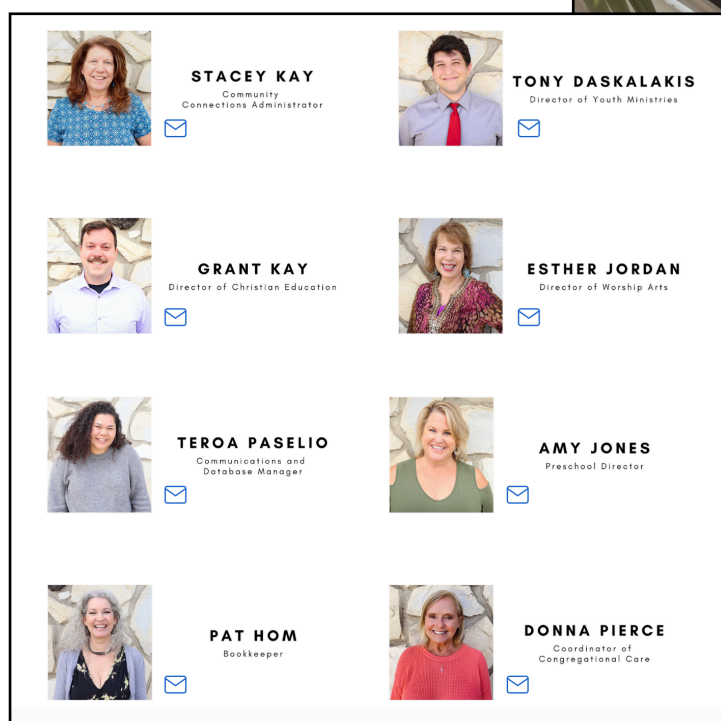 STACEY KAY
Community
Connections Administrator
TONY DASKALAKIS
Director of Youth Ministries
GRANT KAY
Director of Christian Education
ESTHER JORDAN
Director of Worship Arts
TEROA PASELIO
Communications and
Database Manager
AMY JONES
Preschool Director
PAT HOM
Bookkeeper
DONNA PIERCE
Coordinator of
Congregational Care